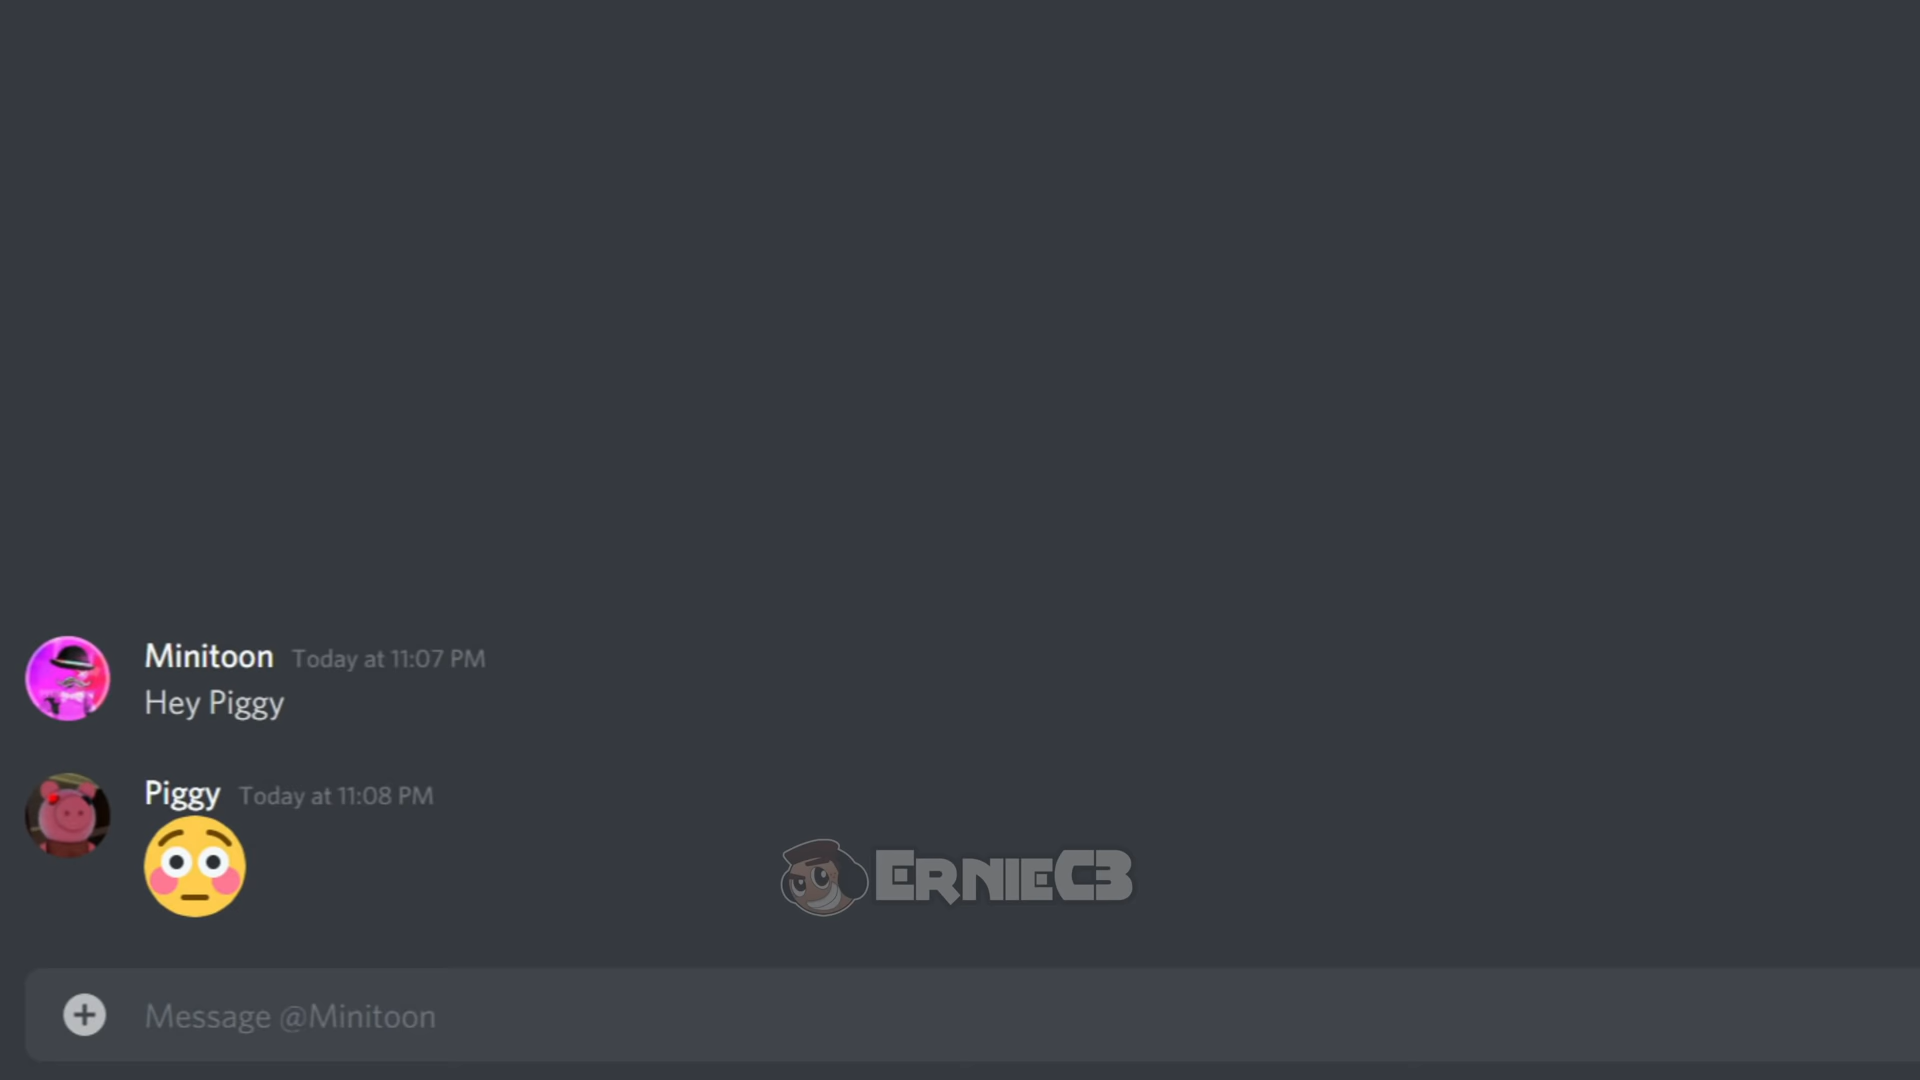 Minitoon Today at 11:07 PM
Hey Piggy
Piggy Today at 11:08 PM
😳
ERNIEC3
Message @Minitoon